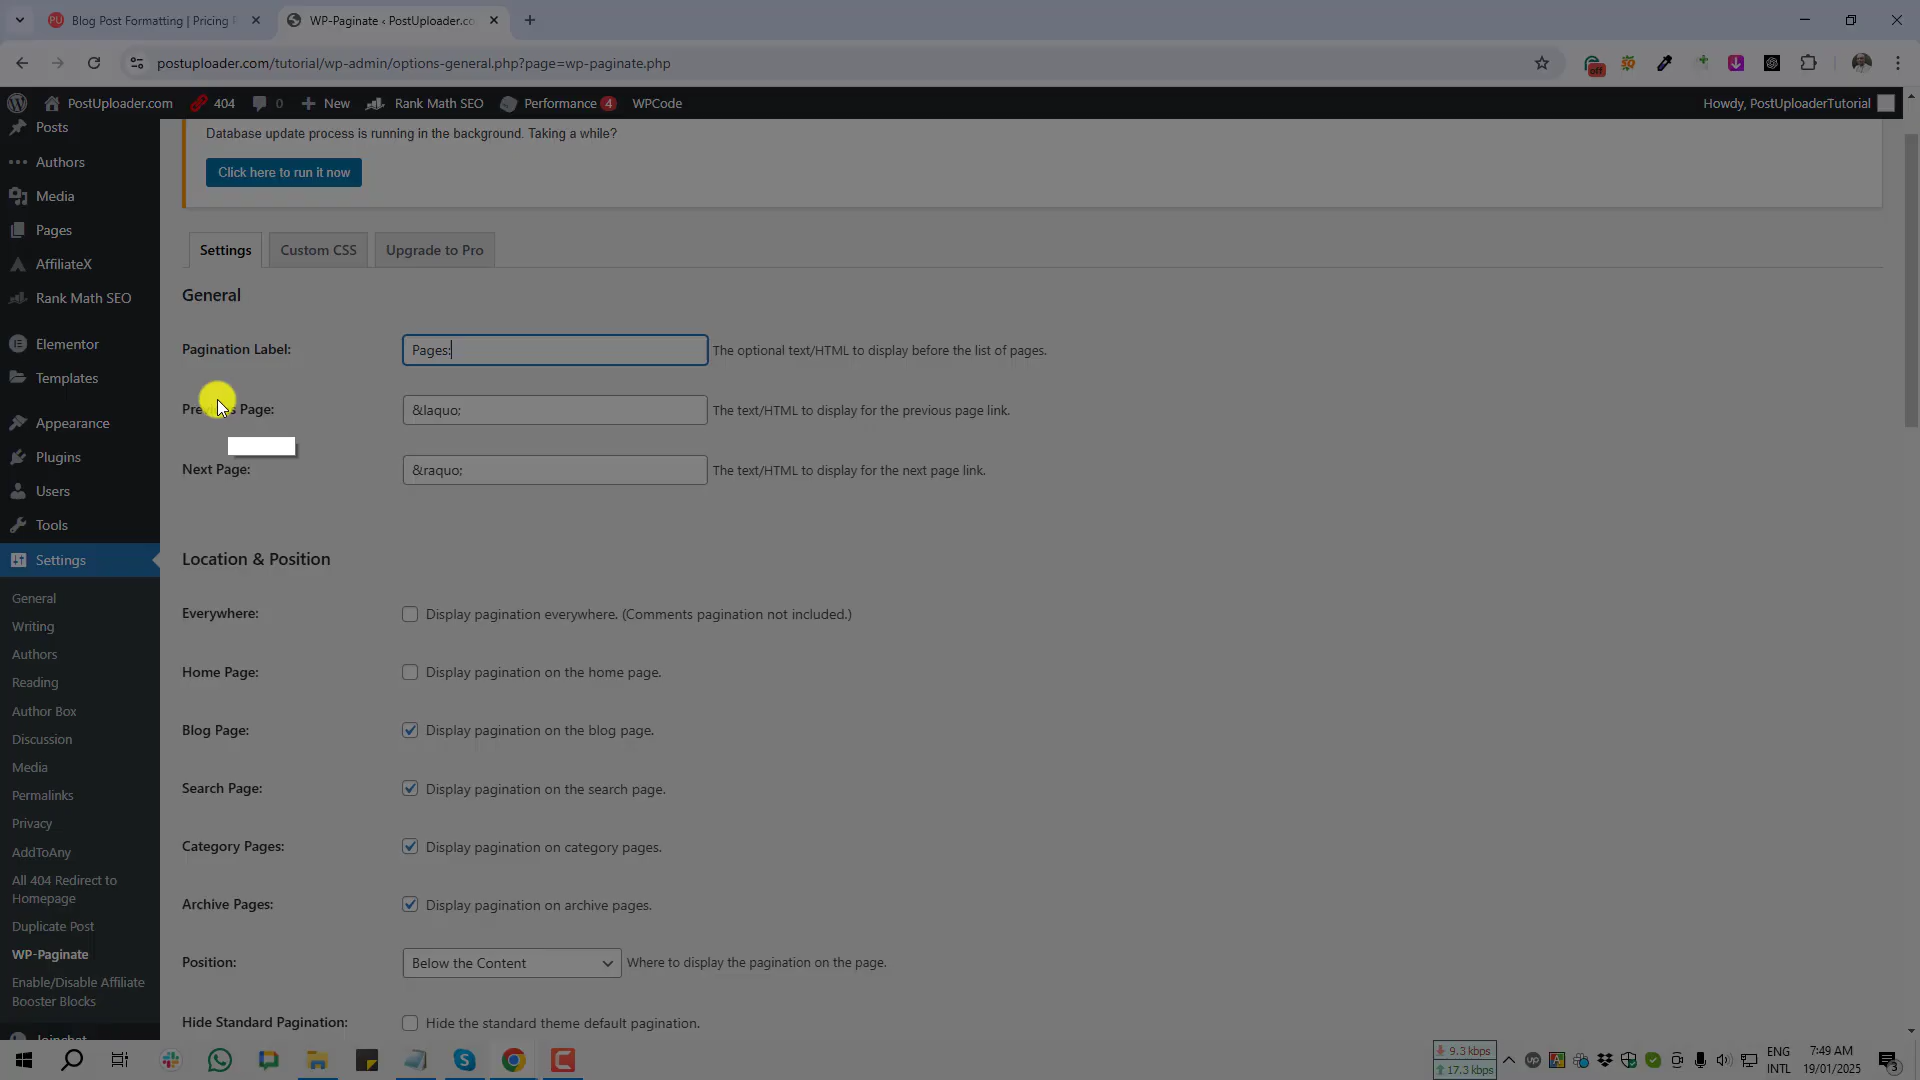 Blog Post Formatting | Pricing
WP-Paginate ‹ PostUploader.co
postuploader.com/tutorial/wp-admin/options-general.php?page=wp-paginate.php
off
PostUploader.com
404
0
New
Rank Math SEO
Performance 4
WPCode
Howdy, PostUploaderTutorial
Posts
Authors
Media
Pages
AffiliateX
Rank Math SEO
Elementor
Templates
Appearance
Plugins
Users
Tools
Settings
General
Writing
Authors
Reading
Author Box
Discussion
Media
Permalinks
Privacy
AddToAny
All 404 Redirect to
Homepage
Duplicate Post
WP-Paginate
Enable/Disable Affiliate
Booster Blocks
Database update process is running in the background. Taking a while?
Click here to run it now
Settings
Custom CSS
Upgrade to Pro
General
Pagination Label:
Pages:
The optional text/HTML to display before the list of pages.
Previous Page:
&laquo;
The text/HTML to display for the previous page link.
Next Page:
&raquo;
The text/HTML to display for the next page link.
Location & Position
Everywhere:
Display pagination everywhere. (Comments pagination not included.)
Home Page:
Display pagination on the home page.
Blog Page:
Display pagination on the blog page.
Search Page:
Display pagination on the search page.
Category Pages:
Display pagination on category pages.
Archive Pages:
Display pagination on archive pages.
Position:
Below the Content
Where to display the pagination on the page.
Hide Standard Pagination:
Hide the standard theme default pagination.
9.3 kbps
17.3 kbps
ENG
INTL
7:49 AM
19/01/2025
3